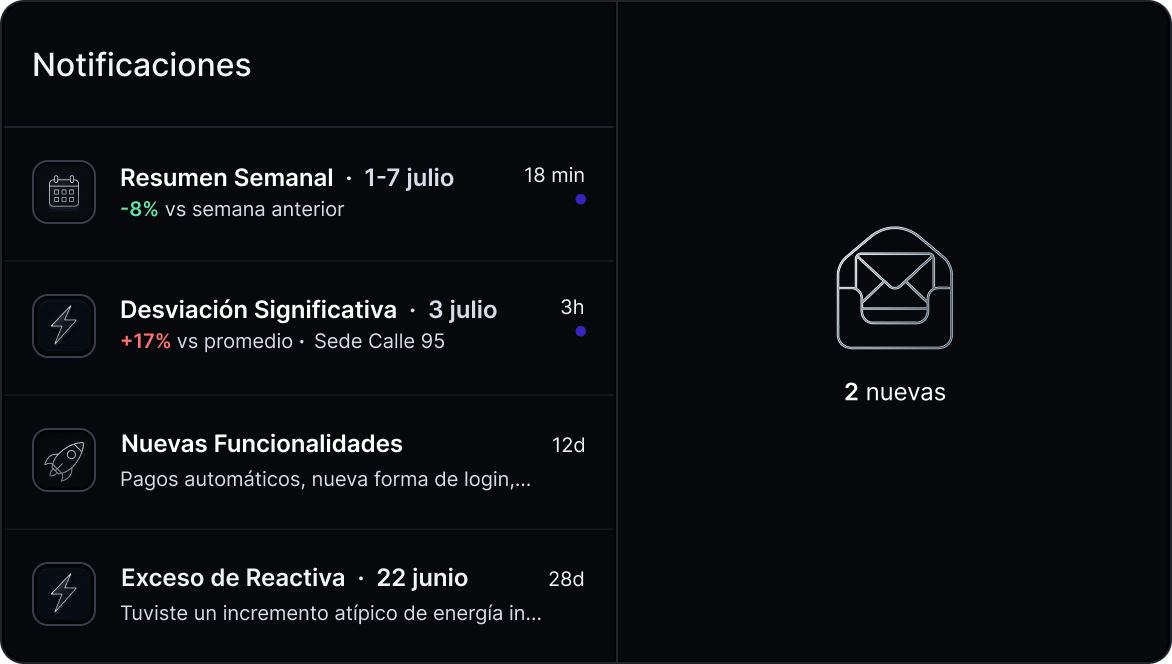 Notificaciones
Resumen Semanal · 1-7 julio
18 min
-8% vs semana anterior
Desviación Significativa · 3 julio
3h
+17% vs promedio · Sede Calle 95
Nuevas Funcionalidades
12d
Pagos automáticos, nueva forma de login,...
Exceso de Reactiva · 22 junio
28d
Tuviste un incremento atípico de energía in...
2 nuevas